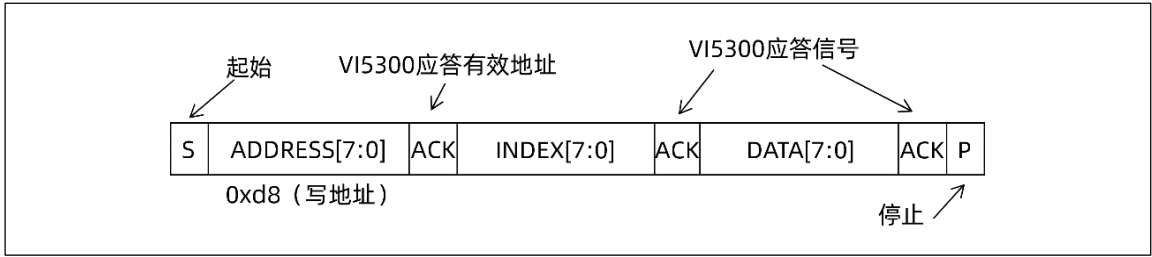 起始
VI5300应答有效地址
VI5300应答信号
S ADDRESS[7:0] ACK INDEX[7:0] ACK DATA[7:0] ACK P
0xd8（写地址）
停止